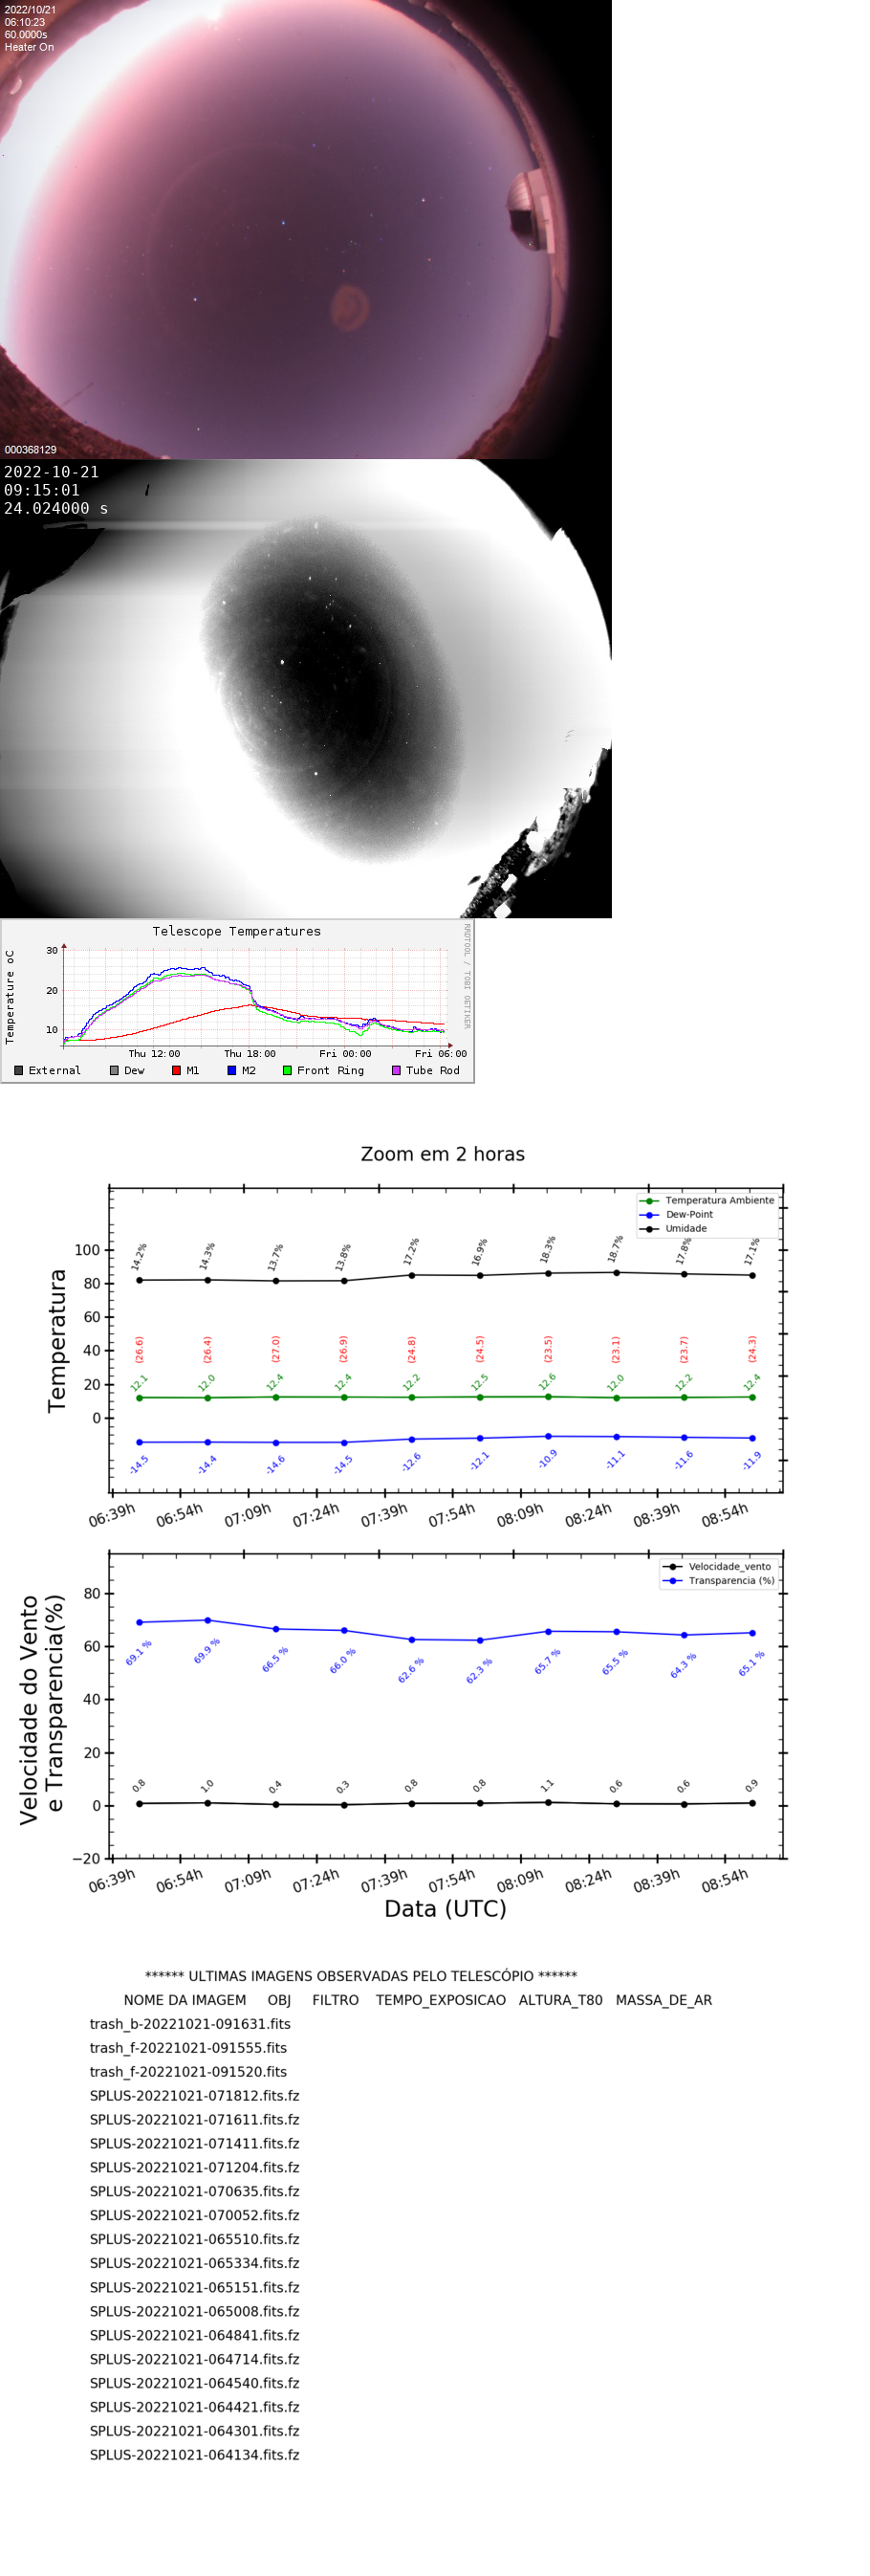 2022/10/21
06:10:23
60.0000s
Heater On
000368129
2022-10-21
09:15:01
24.024000 s
Telescope Temperatures
RRDTOOL / TOBI OETIKER
Temperature oC
30
20
10
Thu 12:00 Thu 18:00 Fri 00:00 Fri 06:00
External Dew M1 M2 Front Ring Tube Rod
Zoom em 2 horas
Temperatura Ambiente
Dew-Point
Umidade
Temperatura
100
80
60
40
20
0
14.2% 14.3% 13.7% 13.8% 17.2% 16.9% 18.3% 18.7% 17.8% 17.1%
(26.6) (26.4) (27.0) (26.9) (24.8) (24.5) (23.5) (23.1) (23.7) (24.3)
12.1 12.0 12.4 12.4 12.2 12.5 12.6 12.0 12.2 12.4
-14.5 -14.4 -14.6 -14.5 -12.6 -12.1 -10.9 -11.1 -11.6 -11.9
06:39h 06:54h 07:09h 07:24h 07:39h 07:54h 08:09h 08:24h 08:39h 08:54h
Velocidade_vento
Transparencia (%)
Velocidade do Vento
e Transparencia(%)
80
60
40
20
0
−20
69.1 % 69.9 % 66.5 % 66.0 % 62.6 % 62.3 % 65.7 % 65.5 % 64.3 % 65.1 %
0.8 1.0 0.4 0.3 0.8 0.8 1.1 0.6 0.6 0.9
06:39h 06:54h 07:09h 07:24h 07:39h 07:54h 08:09h 08:24h 08:39h 08:54h
Data (UTC)
****** ULTIMAS IMAGENS OBSERVADAS PELO TELESCÓPIO ******
NOME DA IMAGEM OBJ FILTRO TEMPO_EXPOSICAO ALTURA_T80 MASSA_DE_AR
trash_b-20221021-091631.fits
trash_f-20221021-091555.fits
trash_f-20221021-091520.fits
SPLUS-20221021-071812.fits.fz
SPLUS-20221021-071611.fits.fz
SPLUS-20221021-071411.fits.fz
SPLUS-20221021-071204.fits.fz
SPLUS-20221021-070635.fits.fz
SPLUS-20221021-070052.fits.fz
SPLUS-20221021-065510.fits.fz
SPLUS-20221021-065334.fits.fz
SPLUS-20221021-065151.fits.fz
SPLUS-20221021-065008.fits.fz
SPLUS-20221021-064841.fits.fz
SPLUS-20221021-064714.fits.fz
SPLUS-20221021-064540.fits.fz
SPLUS-20221021-064421.fits.fz
SPLUS-20221021-064301.fits.fz
SPLUS-20221021-064134.fits.fz